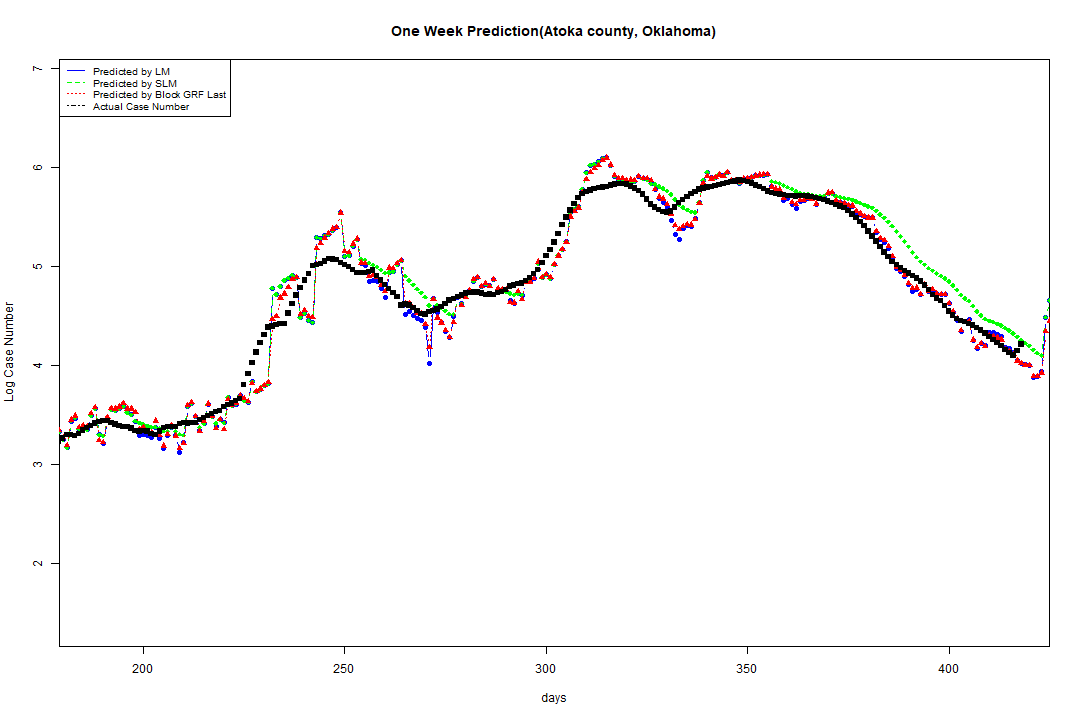 One Week Prediction(Atoka county, Oklahoma)
Predicted by LM
Predicted by SLM
Predicted by Block GRF Last
Actual Case Number
7
6
5
4
3
2
Log Case Number
200 250 300 350 400
days